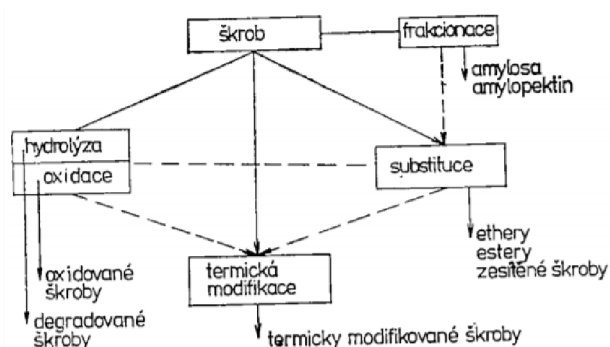 škrob
frakcionace
amylosa
amylopektin
hydrolýza
oxidace
substituce
ethery
estery
zesítěné škroby
termická
modifikace
oxidované
škroby
degradované
škroby
termicky modifikované škroby